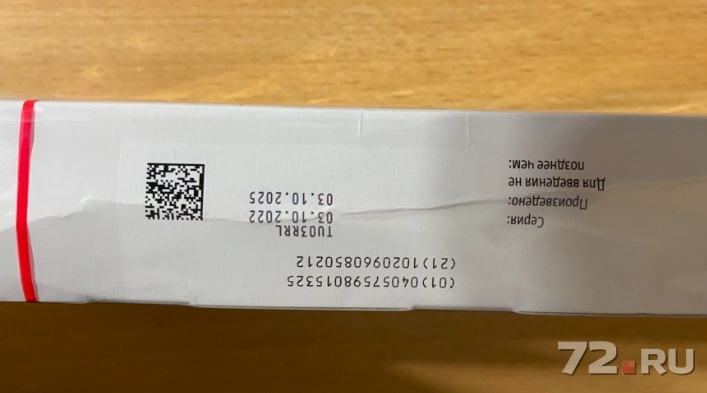 (01)04057598015325
(21)1020960850212
Серия: TU03RRL
Произведено: 03.10.2022
Для введения не позднее чем: 03.10.2025
72.RU